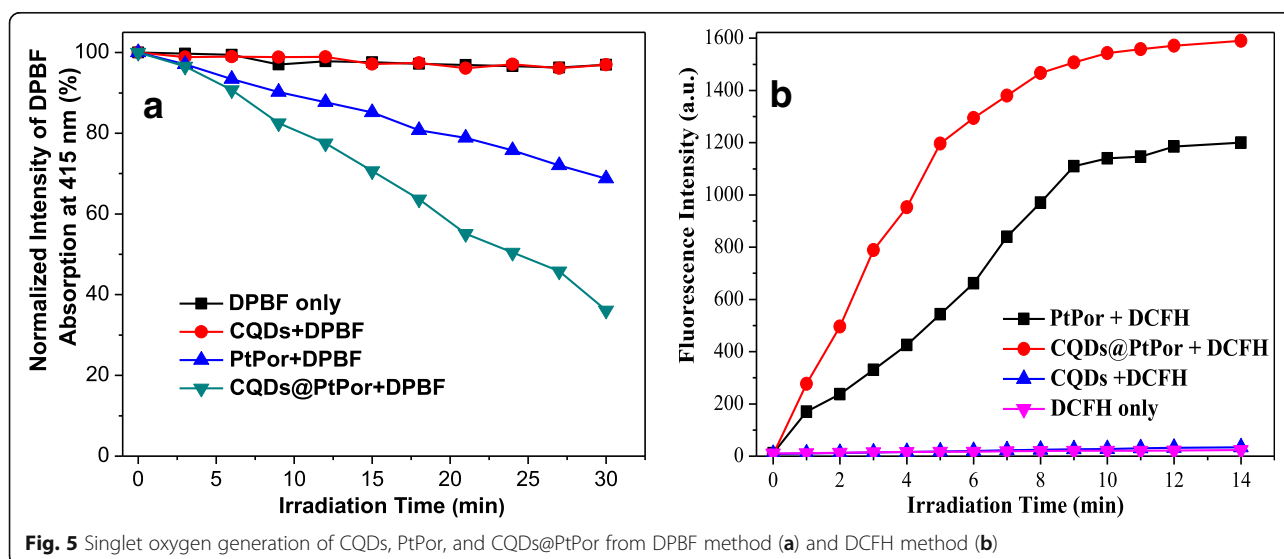 Normalized Intensity of DPBF
Absorption at 415 nm (%)
100
80
60
40
20
0
a
DPBF only
CQDs+DPBF
PtPor+DPBF
CQDs@PtPor+DPBF
0 5 10 15 20 25 30
Irradiation Time (min)
Fluorescence Intensity (a.u.)
1600
1400
1200
1000
800
600
400
200
0
b
PtPor + DCFH
CQDs@PtPor + DCFH
CQDs +DCFH
DCFH only
0 2 4 6 8 10 12 14
Irradiation Time (min)
Fig. 5 Singlet oxygen generation of CQDs, PtPor, and CQDs@PtPor from DPBF method (a) and DCFH method (b)